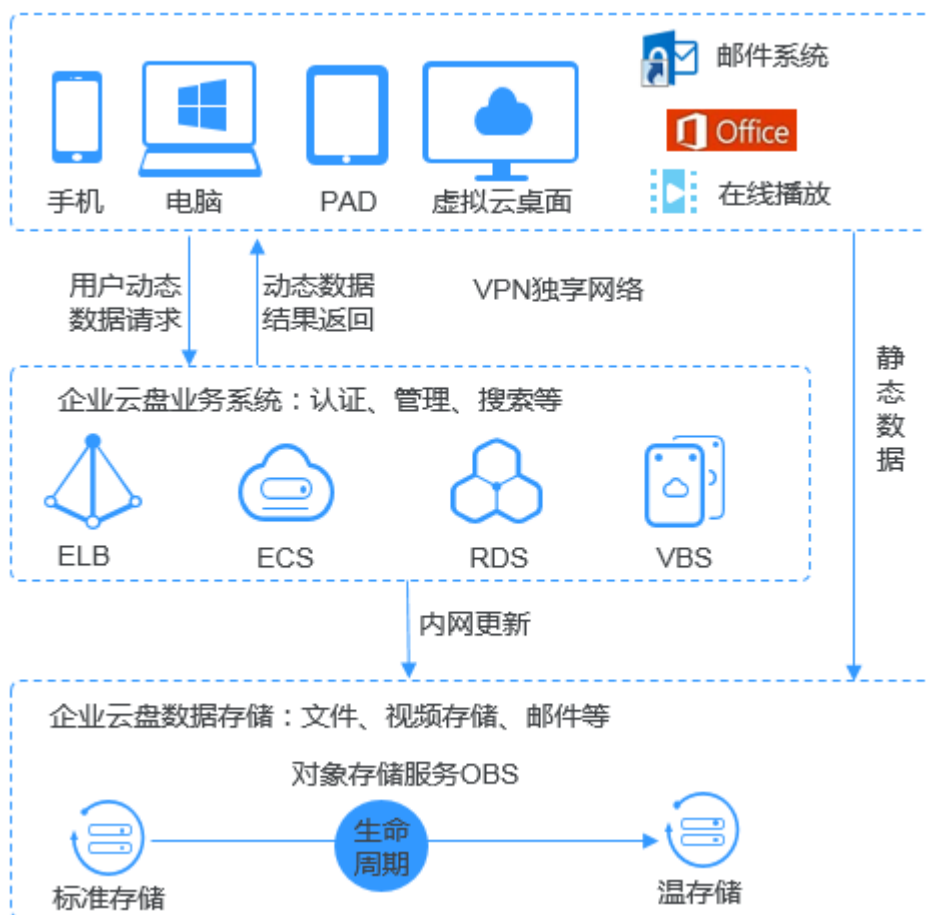 邮件系统
Office
手机
电脑
PAD
虚拟云桌面
在线播放
用户动态
数据请求
动态数据
结果返回
VPN独享网络
静
态
数
据
企业云盘业务系统：认证、管理、搜索等
ELB
ECS
RDS
VBS
内网更新
企业云盘数据存储：文件、视频存储、邮件等
对象存储服务OBS
生命
周期
标准存储
温存储